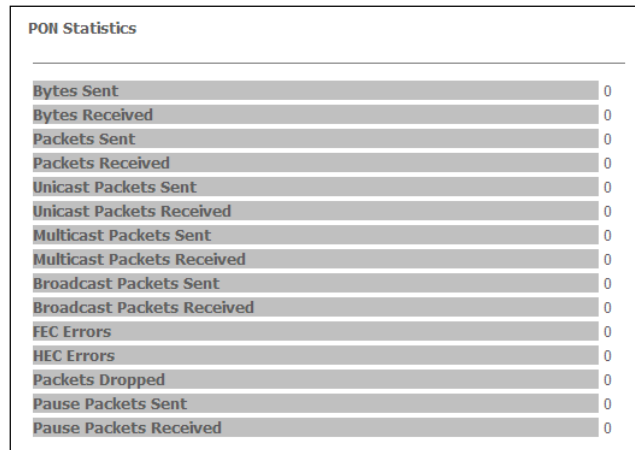 PON Statistics
Bytes Sent 0
Bytes Received 0
Packets Sent 0
Packets Received 0
Unicast Packets Sent 0
Unicast Packets Received 0
Multicast Packets Sent 0
Multicast Packets Received 0
Broadcast Packets Sent 0
Broadcast Packets Received 0
FEC Errors 0
HEC Errors 0
Packets Dropped 0
Pause Packets Sent 0
Pause Packets Received 0